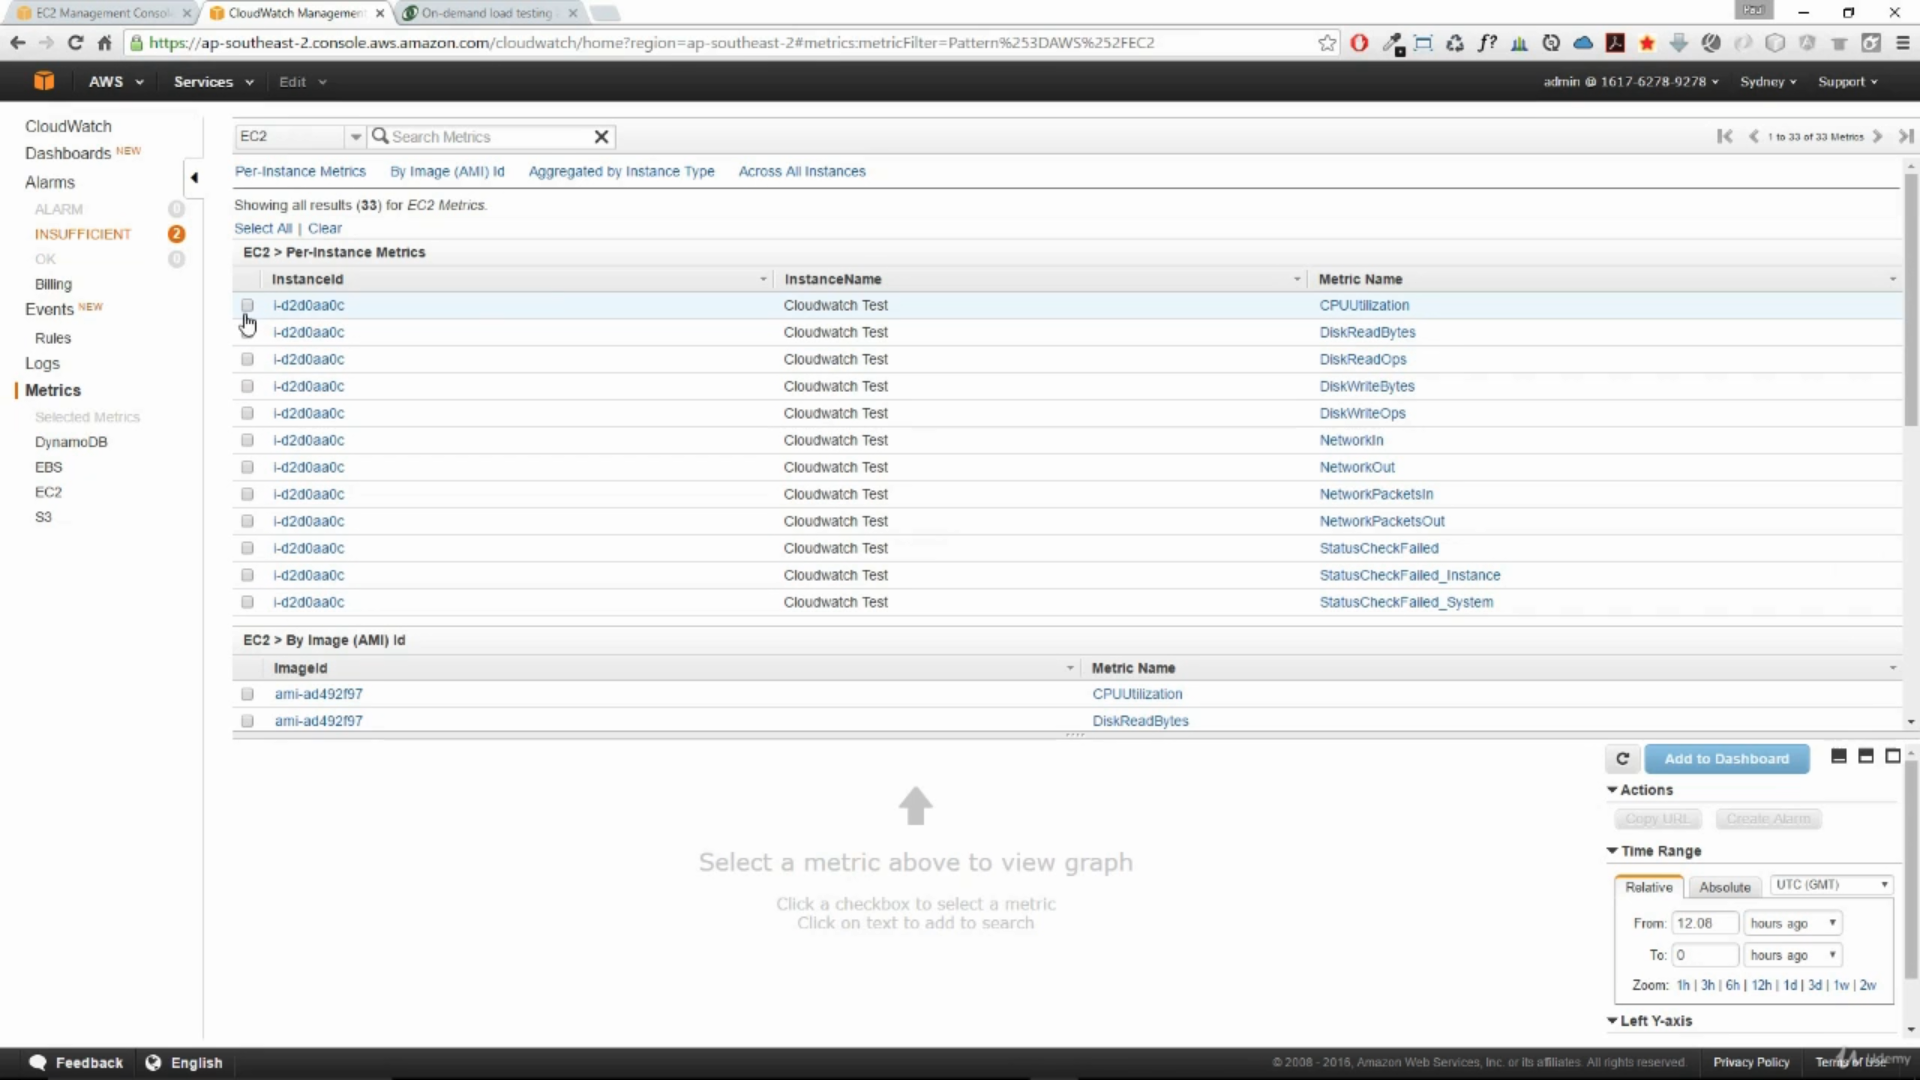 EC2 Management Consol
CloudWatch Management
On-demand load testing
Paul
https://ap-southeast-2.console.aws.amazon.com/cloudwatch/home?region=ap-southeast-2#metrics:metricFilter=Pattern%253DAWS%252FEC2
f?
AWS Services Edit admin @ 1617-6278-9278 Sydney Support
CloudWatch
Dashboards NEW
Alarms
ALARM 0
INSUFFICIENT 2
OK 0
Billing
Events NEW
Rules
Logs
Metrics
Selected Metrics
DynamoDB
EBS
EC2
S3
EC2 Search Metrics 1 to 33 of 33 Metrics
Per-Instance Metrics By Image (AMI) Id Aggregated by Instance Type Across All Instances
Showing all results (33) for EC2 Metrics.
Select All | Clear
EC2 > Per-Instance Metrics
InstanceId InstanceName Metric Name
i-d2d0aa0c Cloudwatch Test CPUUtilization
i-d2d0aa0c Cloudwatch Test DiskReadBytes
i-d2d0aa0c Cloudwatch Test DiskReadOps
i-d2d0aa0c Cloudwatch Test DiskWriteBytes
i-d2d0aa0c Cloudwatch Test DiskWriteOps
i-d2d0aa0c Cloudwatch Test NetworkIn
i-d2d0aa0c Cloudwatch Test NetworkOut
i-d2d0aa0c Cloudwatch Test NetworkPacketsIn
i-d2d0aa0c Cloudwatch Test NetworkPacketsOut
i-d2d0aa0c Cloudwatch Test StatusCheckFailed
i-d2d0aa0c Cloudwatch Test StatusCheckFailed_Instance
i-d2d0aa0c Cloudwatch Test StatusCheckFailed_System
EC2 > By Image (AMI) Id
ImageId Metric Name
ami-ad492f97 CPUUtilization
ami-ad492f97 DiskReadBytes
Select a metric above to view graph
Click a checkbox to select a metric
Click on text to add to search
Add to Dashboard
Actions
Copy URL Create Alarm
Time Range
Relative Absolute UTC (GMT)
From: 12.08 hours ago
To: 0 hours ago
Zoom: 1h | 3h | 6h | 12h | 1d | 3d | 1w | 2w
Left Y-axis
Feedback English © 2008 - 2016, Amazon Web Services, Inc. or its affiliates. All rights reserved. Privacy Policy Terms of Use
Udemy